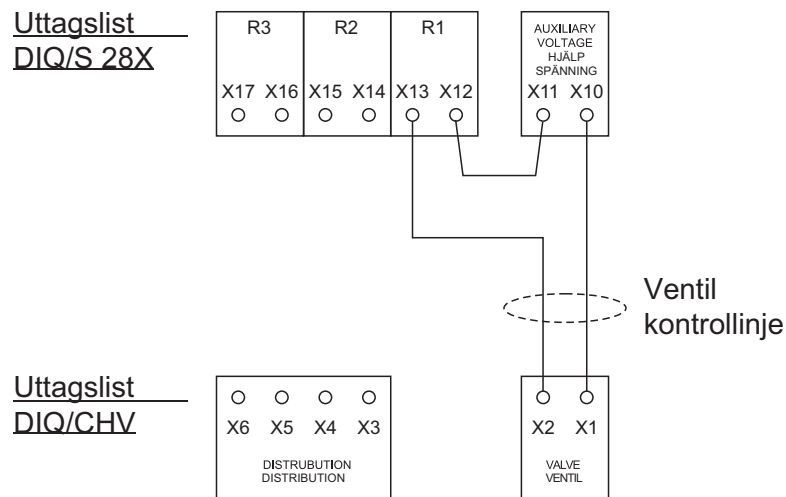 Uttagslist
DIQ/S 28X
R3 R2 R1
AUXILIARY
VOLTAGE
HJÄLP
SPÄNNING
X17 X16 X15 X14 X13 X12 X11 X10
Ventil
kontrollinje
Uttagslist
DIQ/CHV
X6 X5 X4 X3 X2 X1
DISTRUBUTION
DISTRIBUTION
VALVE
VENTIL